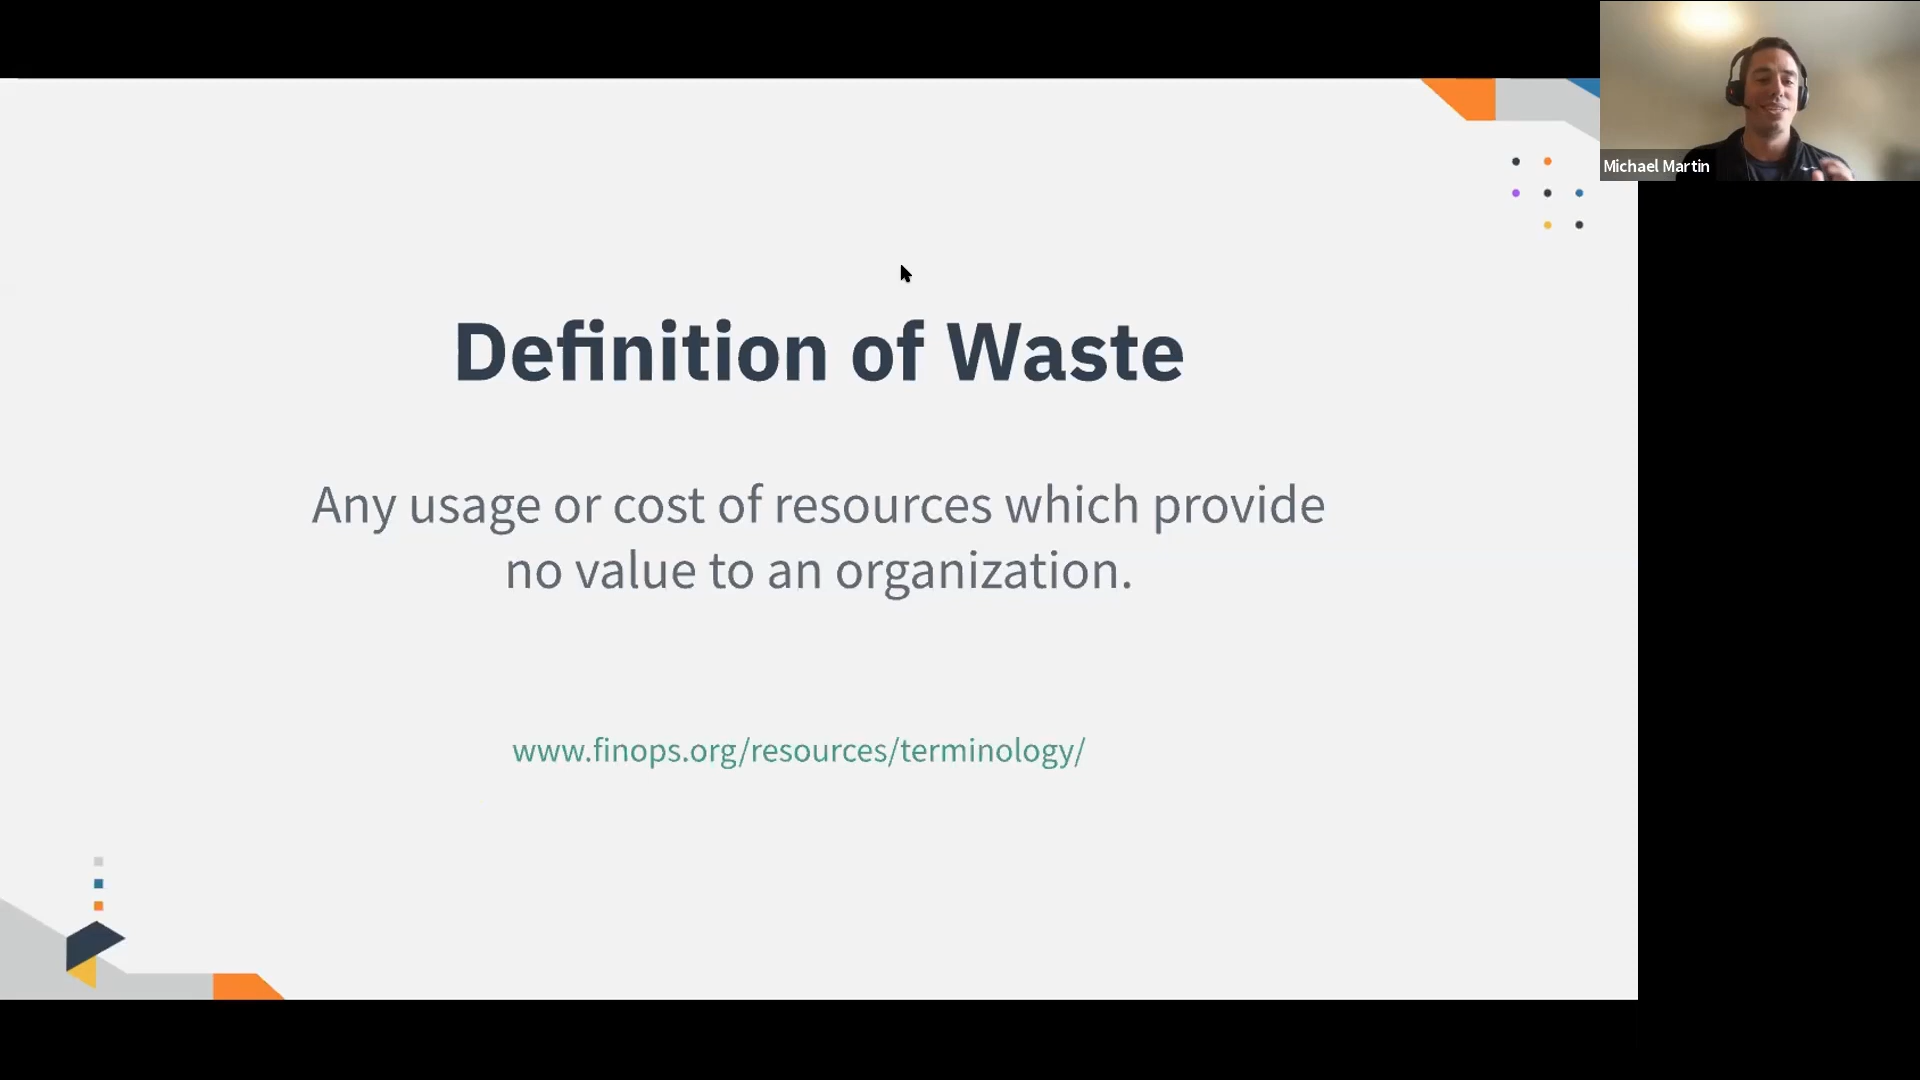 Michael Martin
Definition of Waste
Any usage or cost of resources which provide
no value to an organization.
www.finops.org/resources/terminology/